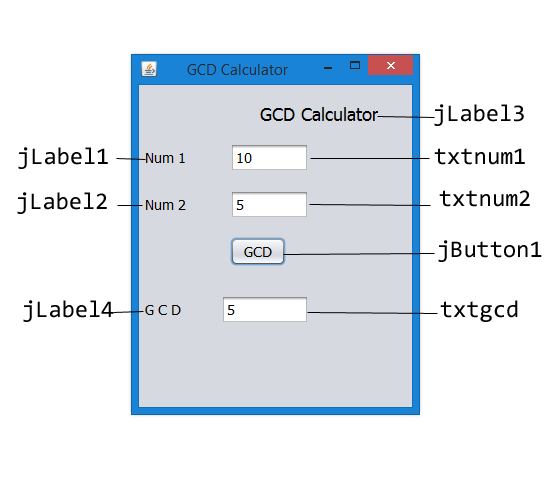 GCD Calculator
GCD Calculator
jLabel3
jLabel1
Num 1
10
txtnum1
jLabel2
Num 2
5
txtnum2
GCD
jButton1
jLabel4
G C D
5
txtgcd